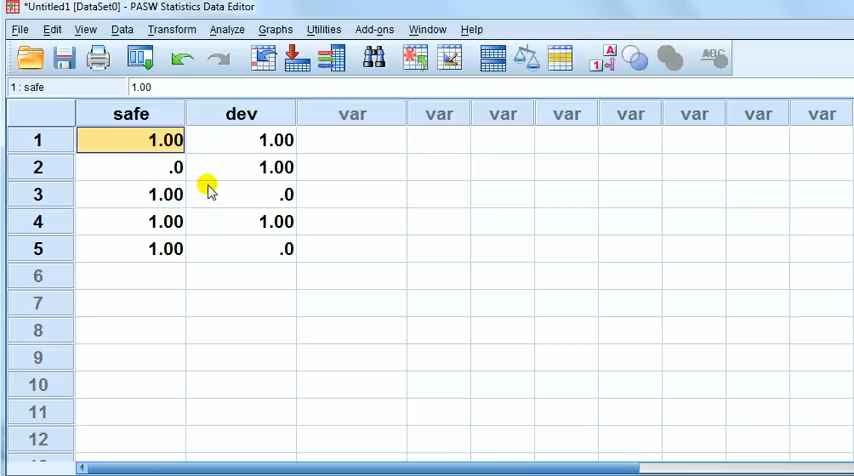 *Untitled1 [DataSet0] - PASW Statistics Data Editor
File Edit View Data Transform Analyze Graphs Utilities Add-ons Window Help
A 1 ABC
1 : safe 1.00
safe dev var var var var var var var
1 1.00 1.00
2 .0 1.00
3 1.00 .0
4 1.00 1.00
5 1.00 .0
6
7
8
9
10
11
12